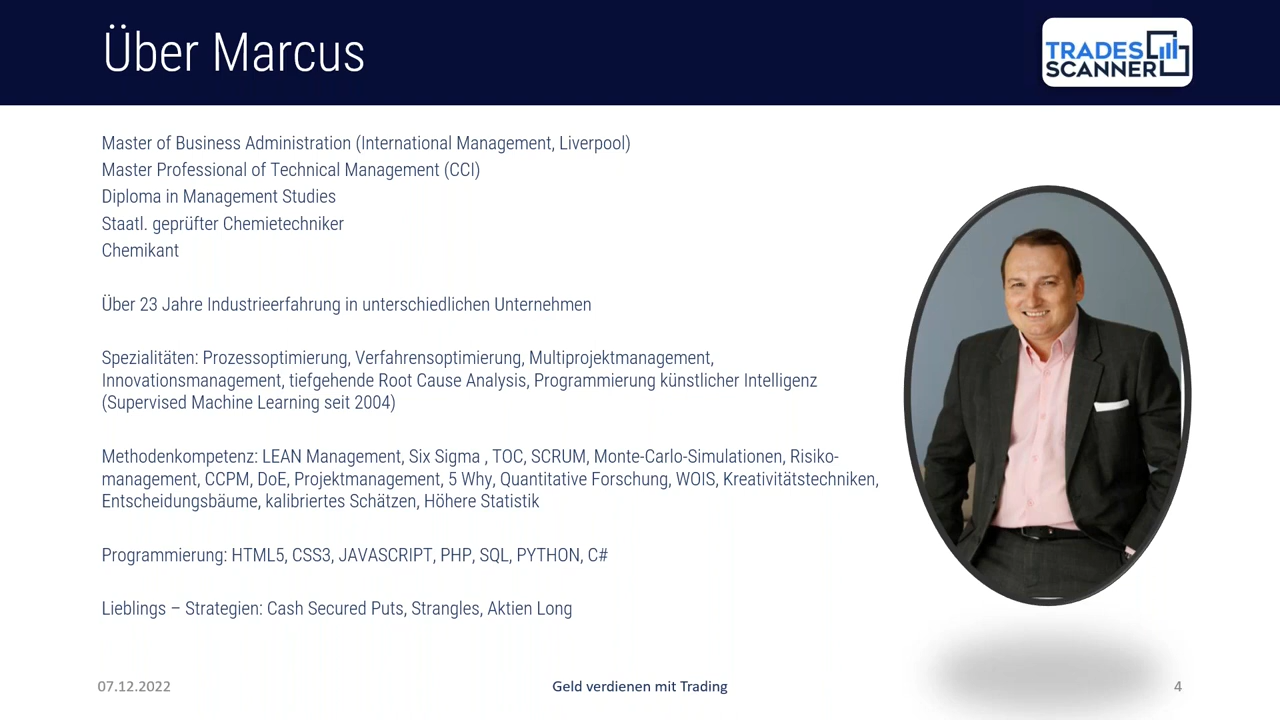 Über Marcus
TRADES
SCANNER
Master of Business Administration (International Management, Liverpool)
Master Professional of Technical Management (CCI)
Diploma in Management Studies
Staatl. geprüfter Chemietechniker
Chemikant
Über 23 Jahre Industrieerfahrung in unterschiedlichen Unternehmen
Spezialitäten: Prozessoptimierung, Verfahrensoptimierung, Multiprojektmanagement,
Innovationsmanagement, tiefgehende Root Cause Analysis, Programmierung künstlicher Intelligenz
(Supervised Machine Learning seit 2004)
Methodenkompetenz: LEAN Management, Six Sigma , TOC, SCRUM, Monte-Carlo-Simulationen, Risiko-
management, CCPM, DoE, Projektmanagement, 5 Why, Quantitative Forschung, WOIS, Kreativitätstechniken,
Entscheidungsbäume, kalibriertes Schätzen, Höhere Statistik
Programmierung: HTML5, CSS3, JAVASCRIPT, PHP, SQL, PYTHON, C#
Lieblings – Strategien: Cash Secured Puts, Strangles, Aktien Long
07.12.2022
Geld verdienen mit Trading
4